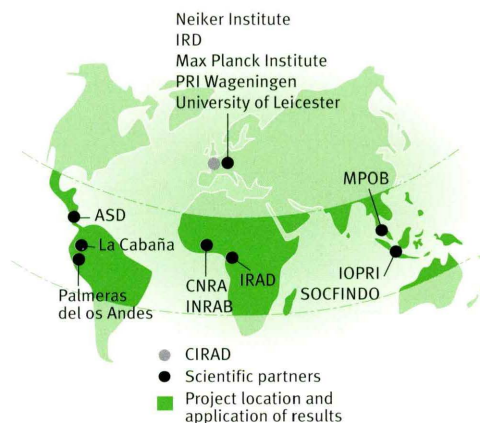 Neiker Institute
IRD
Max Planck Institute
PRI Wageningen
University of Leicester
MPOB
ASD
La Cabaña
Palmeras
del os Andes
CNRA
INRAB
IRAD
IOPRI
SOCFINDO
CIRAD
Scientific partners
Project location and
application of results